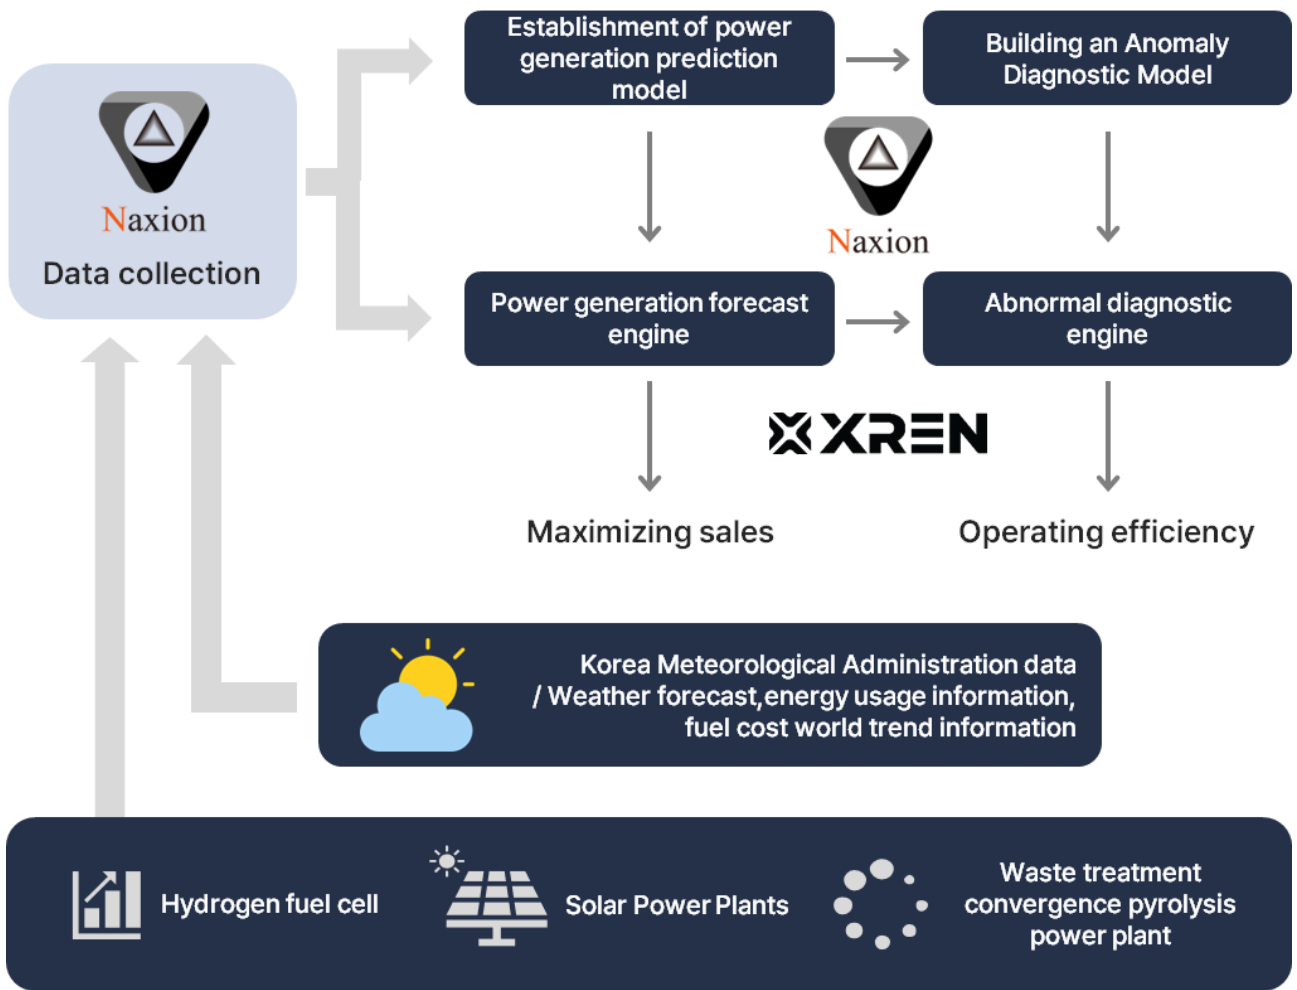 Establishment of power
generation prediction
model
Building an Anomaly
Diagnostic Model
Naxion
Data collection
Naxion
Power generation forecast
engine
Abnormal diagnostic
engine
XREN
Maximizing sales
Operating efficiency
Korea Meteorological Administration data
/ Weather forecast,energy usage information,
fuel cost world trend information
Hydrogen fuel cell
Solar Power Plants
Waste treatment
convergence pyrolysis
power plant